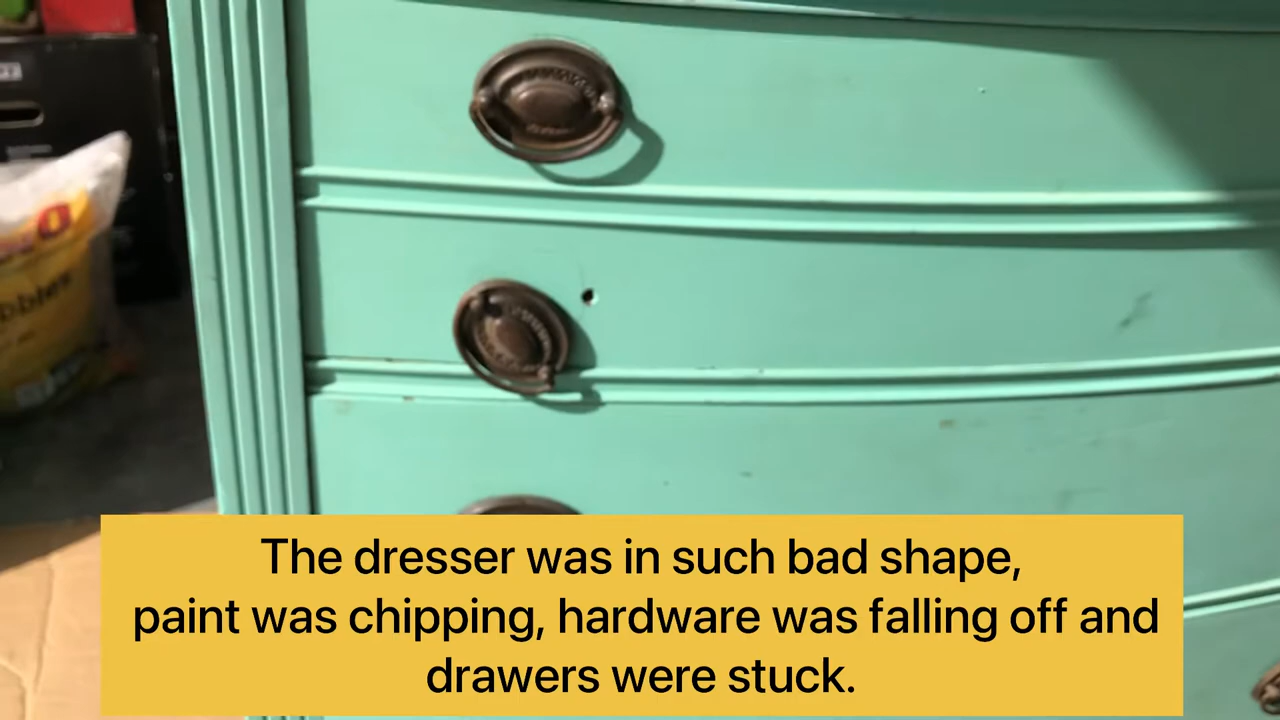 The dresser was in such bad shape,
paint was chipping, hardware was falling off and
drawers were stuck.